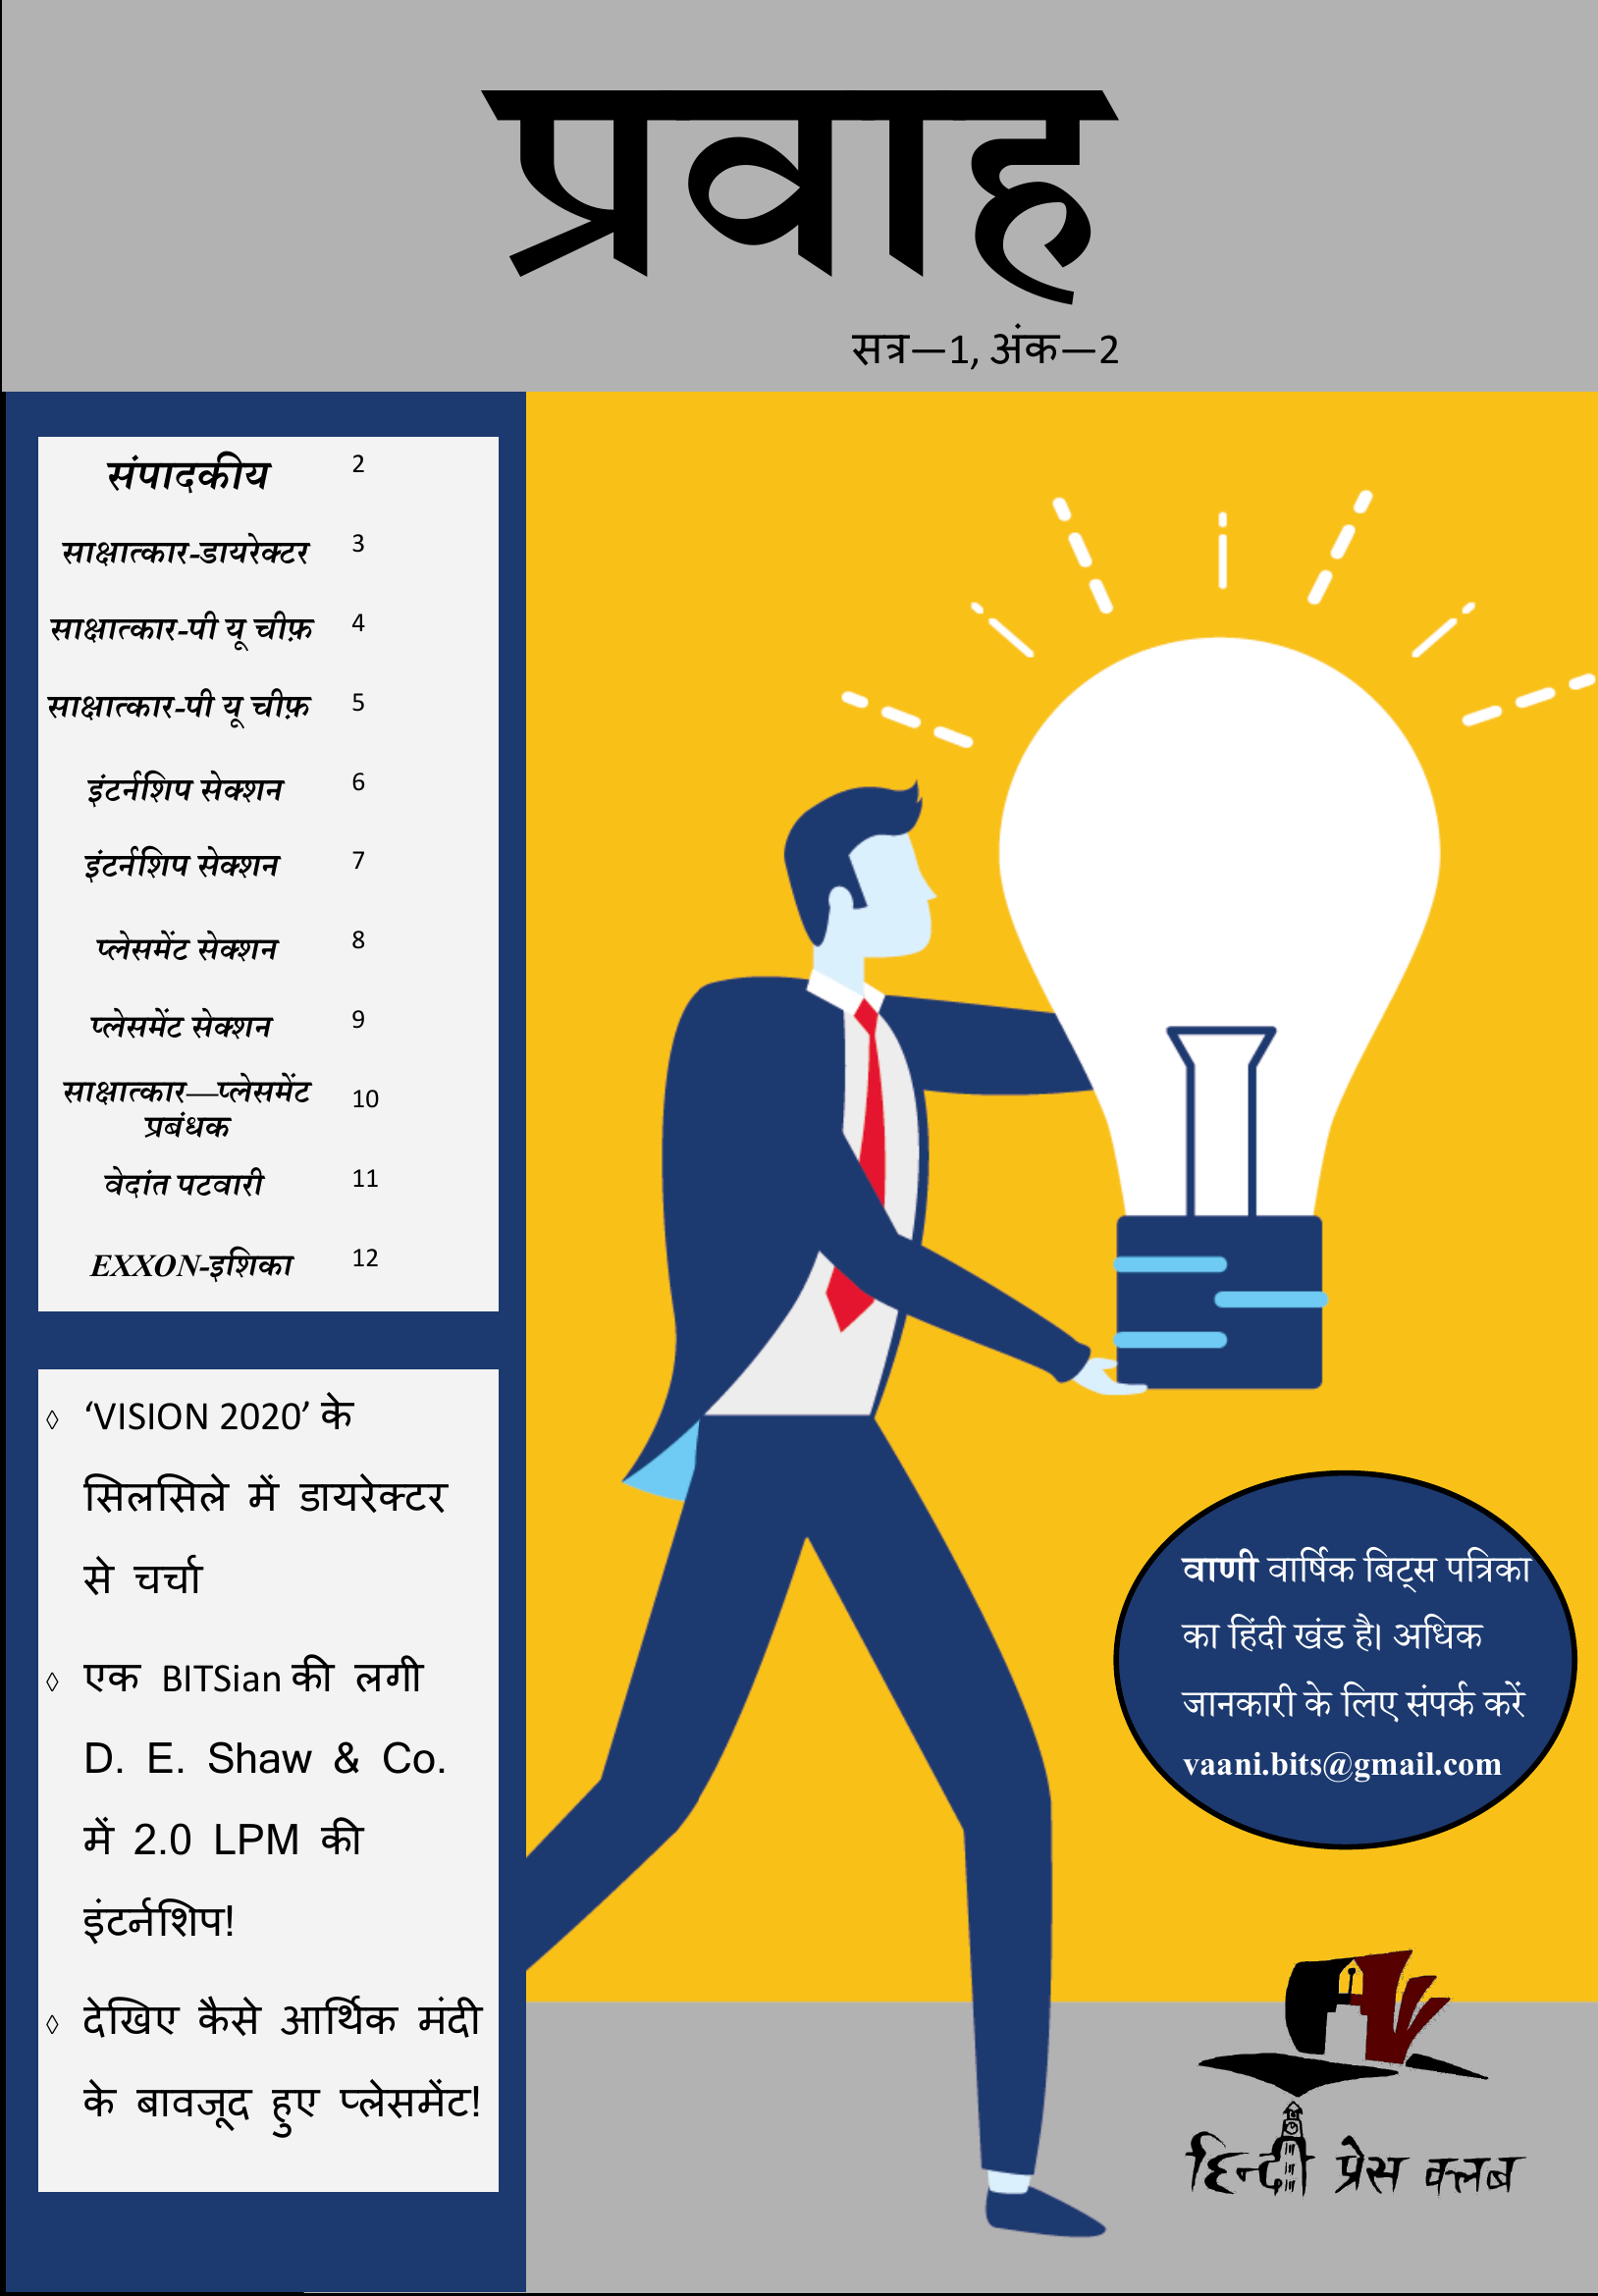 प्रवाह
सत्र—1, अंक—2
संपादकीय 2
साक्षात्कार-डायरेक्टर 3
साक्षात्कार-पी यू चीफ़ 4
साक्षात्कार-पी यू चीफ़ 5
इंटर्नशिप सेक्शन 6
इंटर्नशिप सेक्शन 7
प्लेसमेंट सेक्शन 8
प्लेसमेंट सेक्शन 9
साक्षात्कार—प्लेसमेंट 10
प्रबंधक
वेदांत पटवारी 11
EXXON-इशिका 12
◊ ‘VISION 2020’ के
सिलसिले में डायरेक्टर
से चर्चा
◊ एक BITSian की लगी
D. E. Shaw & Co.
में 2.0 LPM की
इंटर्नशिप!
◊ देखिए कैसे आर्थिक मंदी
के बावजूद हुए प्लेसमेंट!
वाणी वार्षिक बिट्स पत्रिका
का हिंदी खंड है। अधिक
जानकारी के लिए संपर्क करें
vaani.bits@gmail.com
हिन्दी प्रेस क्लब